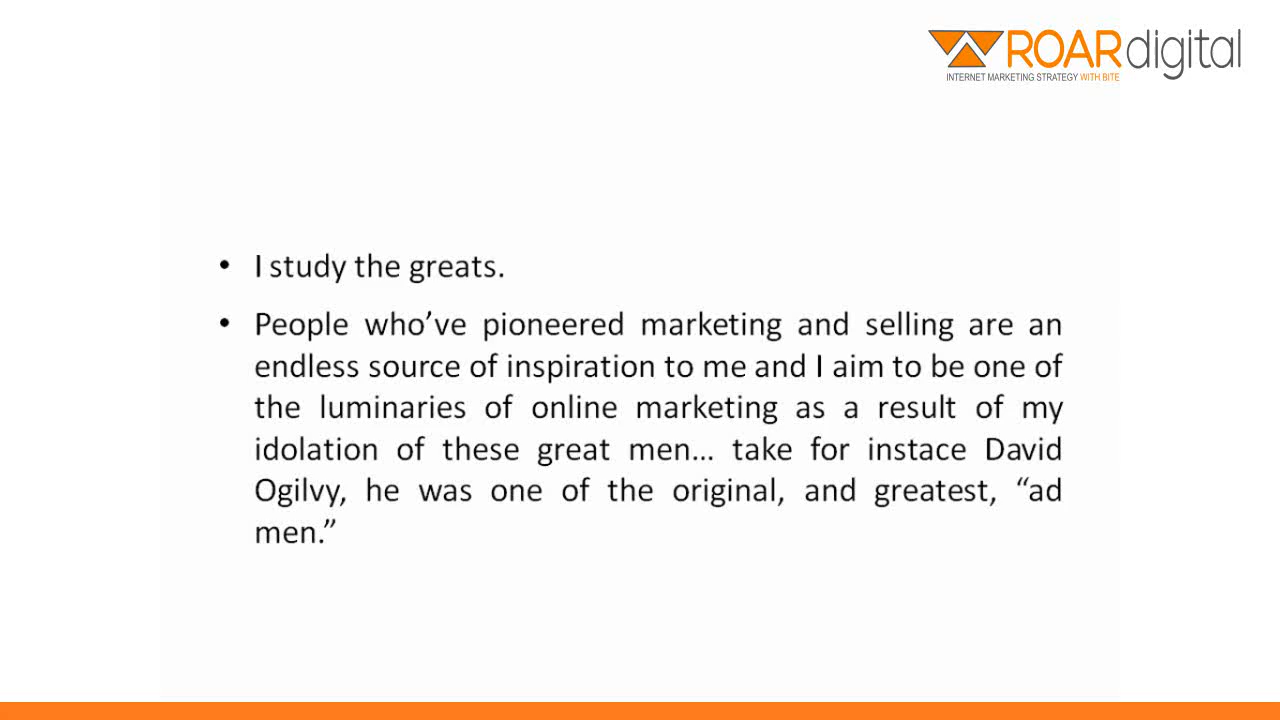 ROARdigital
INTERNET MARKETING STRATEGY WITH BITE
• I study the greats.
• People who’ve pioneered marketing and selling are an
endless source of inspiration to me and I aim to be one of
the luminaries of online marketing as a result of my
idolation of these great men... take for instace David
Ogilvy, he was one of the original, and greatest, “ad
men.”